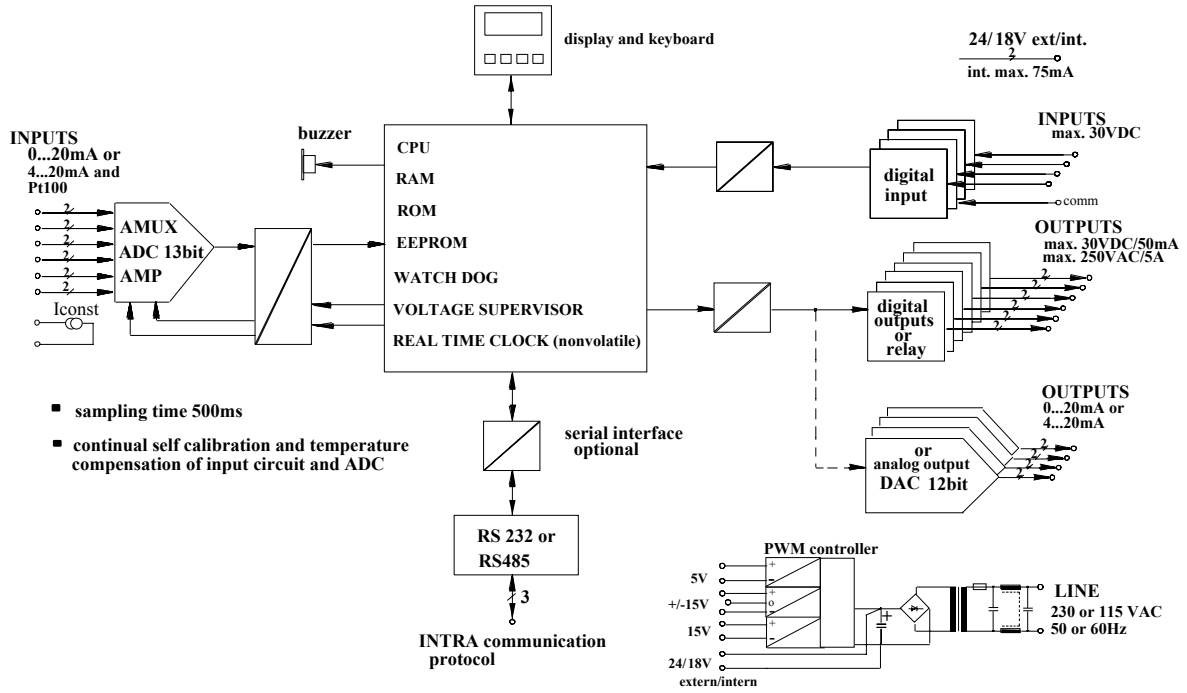 display and keyboard
24/18V ext/int.
2
int. max. 75mA
buzzer
INPUTS
0...20mA or
4...20mA and
Pt100
2
2
2
2
2
2
AMUX
ADC 13bit
AMP
Iconst
CPU
RAM
ROM
EEPROM
WATCH DOG
VOLTAGE SUPERVISOR
REAL TIME CLOCK (nonvolatile)
INPUTS
max. 30VDC
digital
input
comm
OUTPUTS
max. 30VDC/50mA
max. 250VAC/5A
2
2
2
2
2
2
digital
outputs
or
relay
OUTPUTS
0...20mA or
4...20mA
2
2
2
2
or
analog output
DAC 12bit
sampling time 500ms
continual self calibration and temperature
compensation of input circuit and ADC
serial interface
optional
RS 232 or
RS485
3
INTRA communication
protocol
PWM controller
5V
+
−
+/-15V
+
o
−
15V
+
−
24/18V
extern/intern
+
LINE
230 or 115 VAC
50 or 60Hz